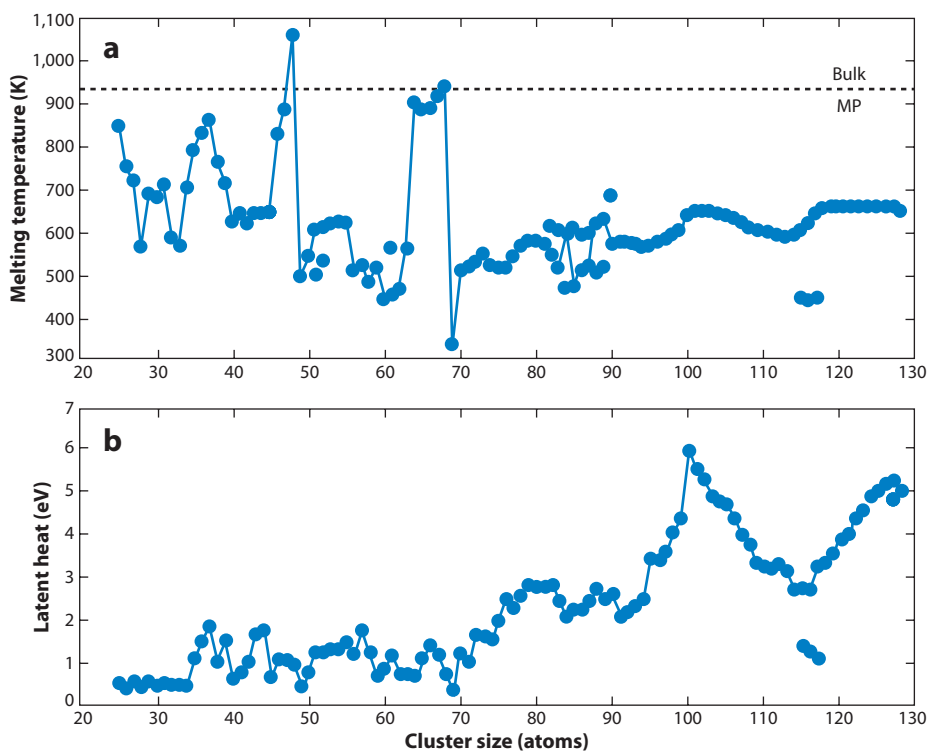 a
Melting temperature (K)
1,100
1,000
900
800
700
600
500
400
300
Bulk
MP
20 30 40 50 60 70 80 90 100 110 120 130
b
Latent heat (eV)
7
6
5
4
3
2
1
0
20 30 40 50 60 70 80 90 100 110 120 130
Cluster size (atoms)